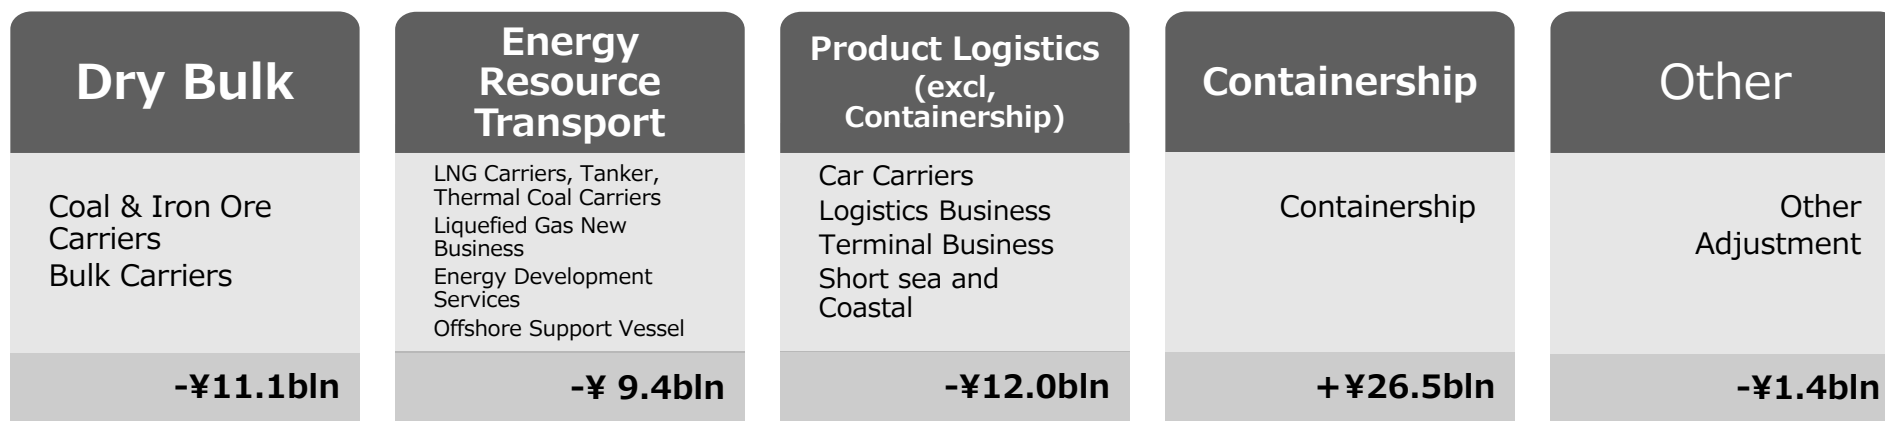 Dry Bulk
Coal & Iron Ore
Carriers
Bulk Carriers
-¥11.1bln
Energy
Resource
Transport
LNG Carriers, Tanker,
Thermal Coal Carriers
Liquefied Gas New
Business
Energy Development
Services
Offshore Support Vessel
-¥ 9.4bln
Product Logistics
(excl,
Containership)
Car Carriers
Logistics Business
Terminal Business
Short sea and
Coastal
-¥12.0bln
Containership
Containership
+¥26.5bln
Other
Other
Adjustment
-¥1.4bln